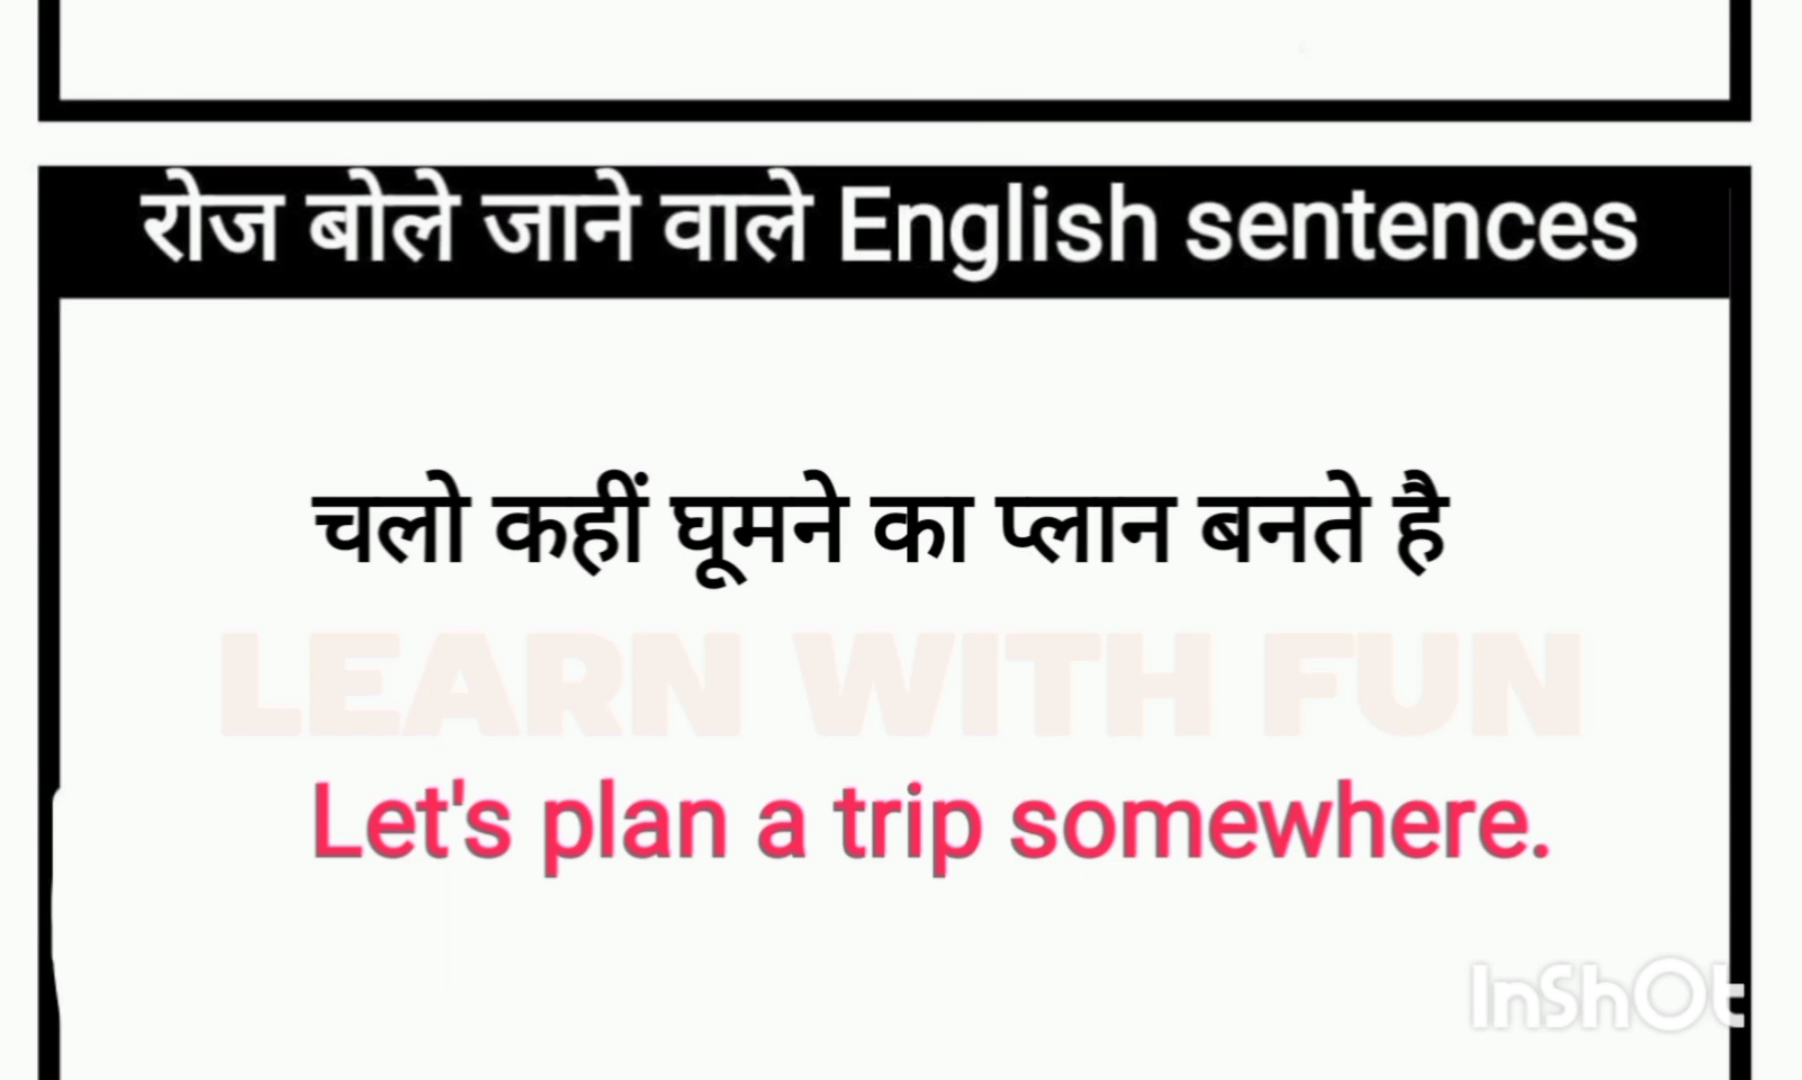 रोज बोले जाने वाले English sentences
चलो कहीं घूमने का प्लान बनते है
LEARN WITH FUN
Let's plan a trip somewhere.
InShOt